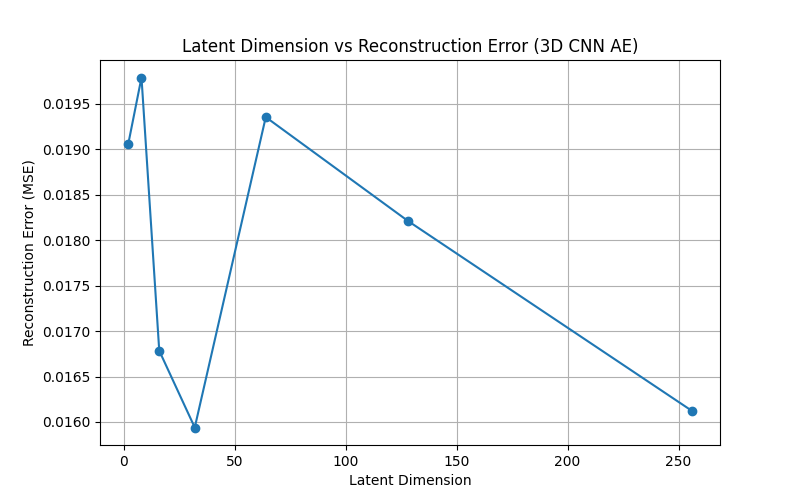 Latent Dimension vs Reconstruction Error (3D CNN AE)
Reconstruction Error (MSE)
0.0195
0.0190
0.0185
0.0180
0.0175
0.0170
0.0165
0.0160
0 50 100 150 200 250
Latent Dimension